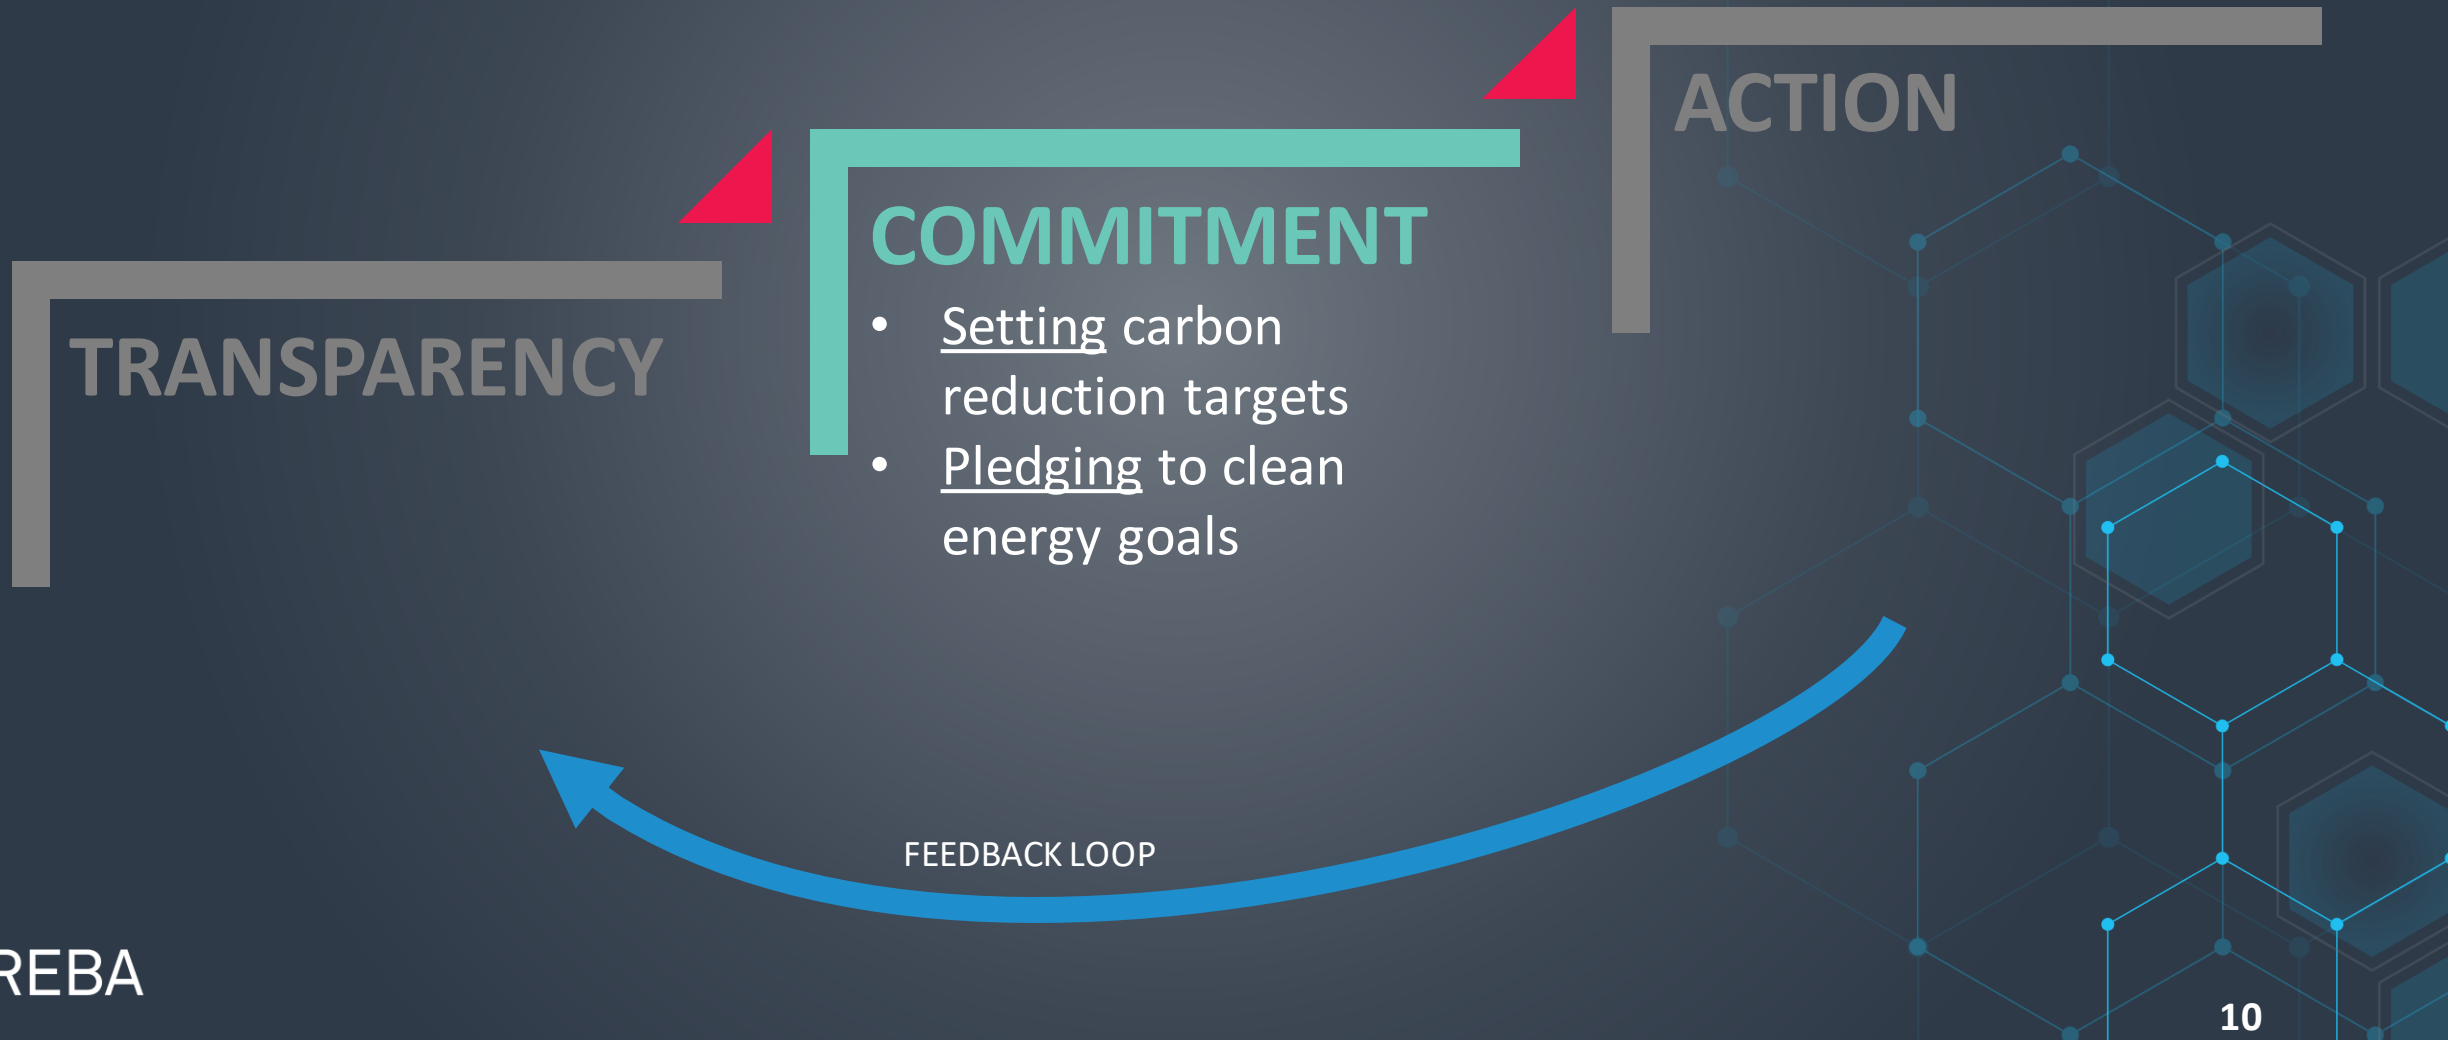 ACTION
COMMITMENT
TRANSPARENCY
• Setting carbon
reduction targets
• Pledging to clean
energy goals
FEEDBACK LOOP
REBA
10